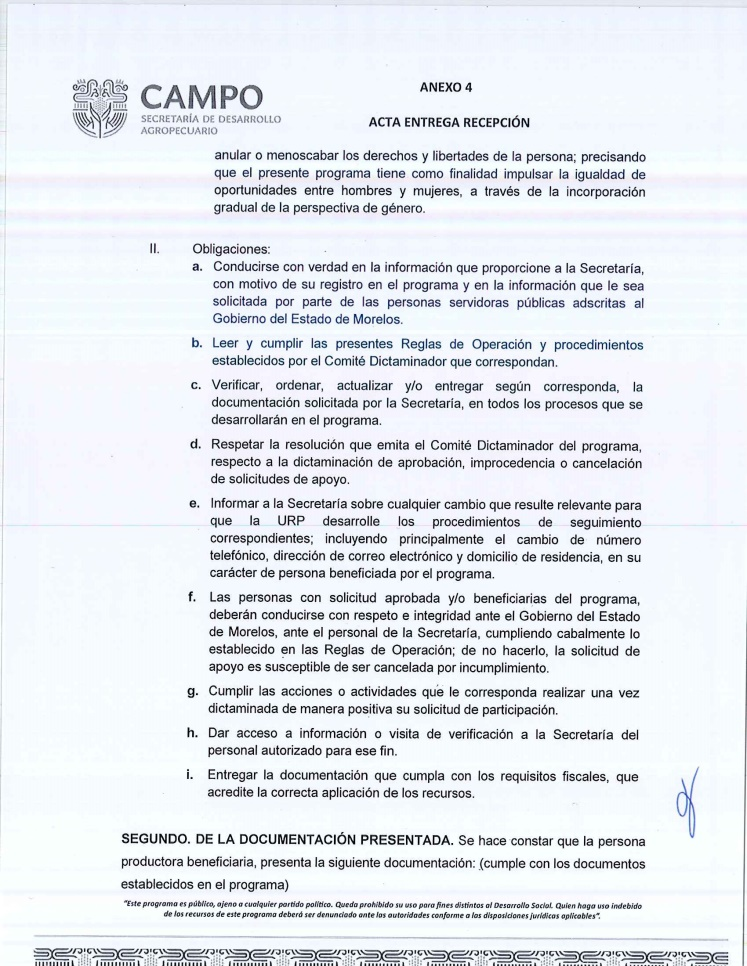 ANEXO 4
CAMPO
SECRETARÍA DE DESARROLLO
AGROPECUARIO
ACTA ENTREGA RECEPCIÓN
anular o menoscabar los derechos y libertades de la persona; precisando
que el presente programa tiene como finalidad impulsar la igualdad de
oportunidades entre hombres y mujeres, a través de la incorporación
gradual de la perspectiva de género.
II. Obligaciones:
a. Conducirse con verdad en la información que proporcione a la Secretaría,
con motivo de su registro en el programa y en la información que le sea
solicitada por parte de las personas servidoras públicas adscritas al
Gobierno del Estado de Morelos.
b. Leer y cumplir las presentes Reglas de Operación y procedimientos
establecidos por el Comité Dictaminador que correspondan.
c. Verificar, ordenar, actualizar y/o entregar según corresponda, la
documentación solicitada por la Secretaría, en todos los procesos que se
desarrollarán en el programa.
d. Respetar la resolución que emita el Comité Dictaminador del programa,
respecto a la dictaminación de aprobación, improcedencia o cancelación
de solicitudes de apoyo.
e. Informar a la Secretaría sobre cualquier cambio que resulte relevante para
que la URP desarrolle los procedimientos de seguimiento
correspondientes; incluyendo principalmente el cambio de número
telefónico, dirección de correo electrónico y domicilio de residencia, en su
carácter de persona beneficiada por el programa.
f. Las personas con solicitud aprobada y/o beneficiarias del programa,
deberán conducirse con respeto e integridad ante el Gobierno del Estado
de Morelos, ante el personal de la Secretaría, cumpliendo cabalmente lo
establecido en las Reglas de Operación; de no hacerlo, la solicitud de
apoyo es susceptible de ser cancelada por incumplimiento.
g. Cumplir las acciones o actividades que le corresponda realizar una vez
dictaminada de manera positiva su solicitud de participación.
h. Dar acceso a información o visita de verificación a la Secretaría del
personal autorizado para ese fin.
i. Entregar la documentación que cumpla con los requisitos fiscales, que
acredite la correcta aplicación de los recursos.
SEGUNDO. DE LA DOCUMENTACIÓN PRESENTADA. Se hace constar que la persona
productora beneficiaria, presenta la siguiente documentación: (cumple con los documentos
establecidos en el programa)
"Este programa es público, ajeno a cualquier partido político. Queda prohibido su uso para fines distintos al Desarrollo Social. Quien haga uso indebido
de los recursos de este programa deberá ser denunciado ante las autoridades conforme a las disposiciones jurídicas aplicables".